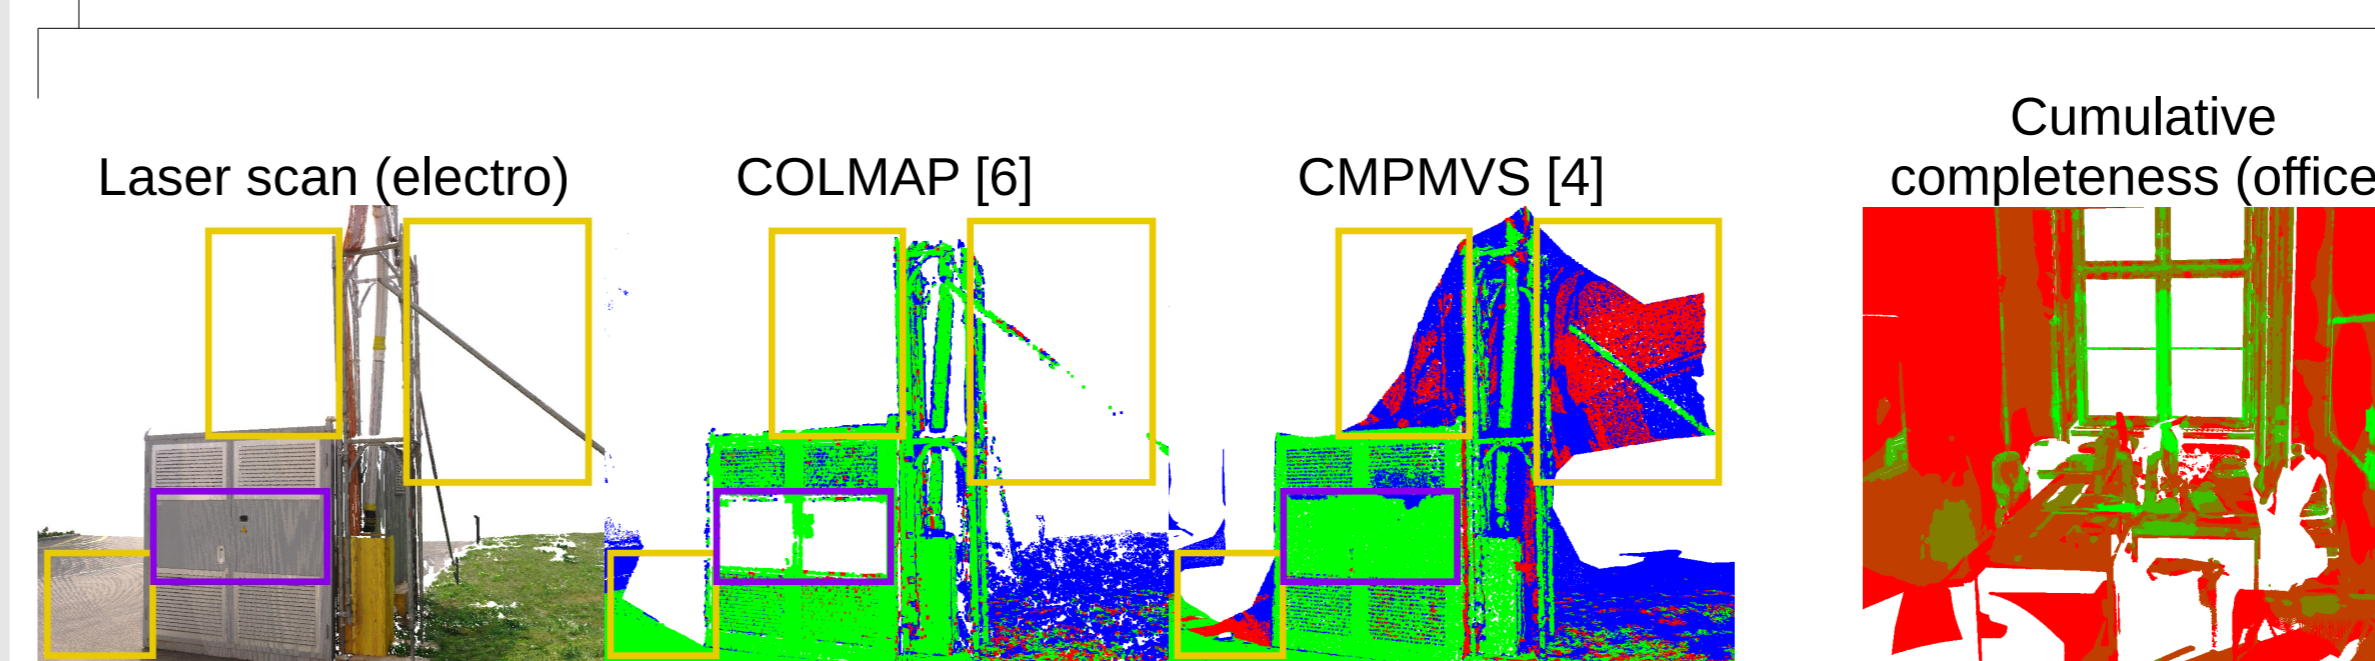 Laser scan (electro)
COLMAP [6]
CMPMVS [4]
Cumulative
completeness (office